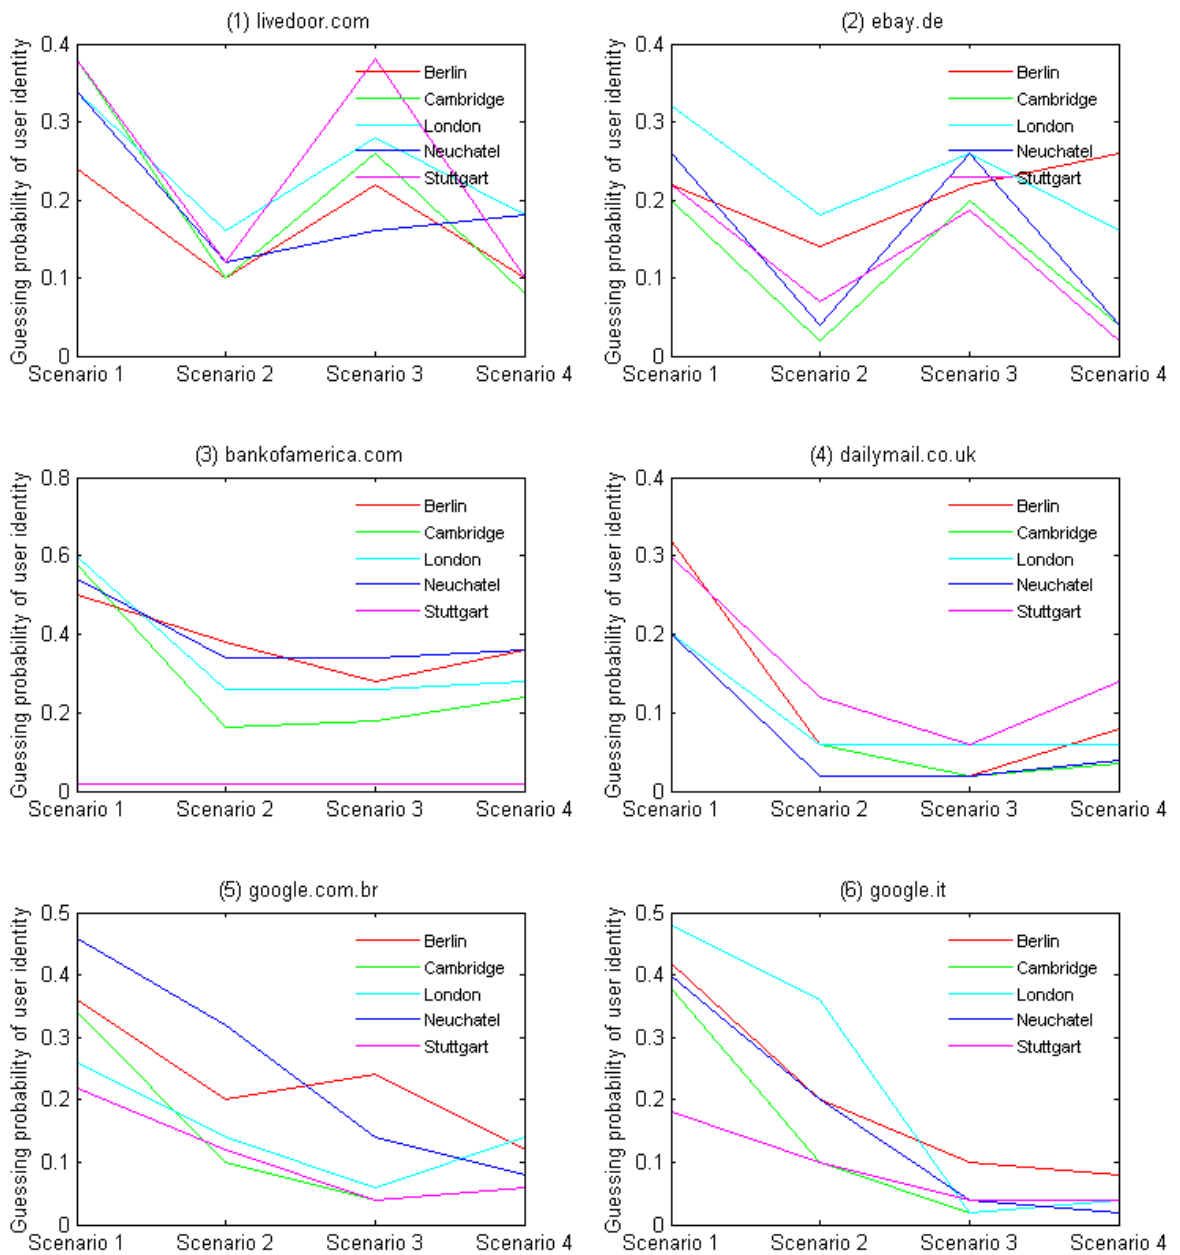 (1) livedoor.com
Guessing probability of user identity
0.4
0.3
0.2
0.1
0
Scenario 1 Scenario 2 Scenario 3 Scenario 4
Berlin
Cambridge
London
Neuchatel
Stuttgart
(2) ebay.de
Guessing probability of user identity
0.4
0.3
0.2
0.1
0
Scenario 1 Scenario 2 Scenario 3 Scenario 4
Berlin
Cambridge
London
Neuchatel
Stuttgart
(3) bankofamerica.com
Guessing probability of user identity
0.8
0.6
0.4
0.2
0
Scenario 1 Scenario 2 Scenario 3 Scenario 4
Berlin
Cambridge
London
Neuchatel
Stuttgart
(4) dailymail.co.uk
Guessing probability of user identity
0.4
0.3
0.2
0.1
0
Scenario 1 Scenario 2 Scenario 3 Scenario 4
Berlin
Cambridge
London
Neuchatel
Stuttgart
(5) google.com.br
Guessing probability of user identity
0.5
0.4
0.3
0.2
0.1
0
Scenario 1 Scenario 2 Scenario 3 Scenario 4
Berlin
Cambridge
London
Neuchatel
Stuttgart
(6) google.it
Guessing probability of user identity
0.5
0.4
0.3
0.2
0.1
0
Scenario 1 Scenario 2 Scenario 3 Scenario 4
Berlin
Cambridge
London
Neuchatel
Stuttgart